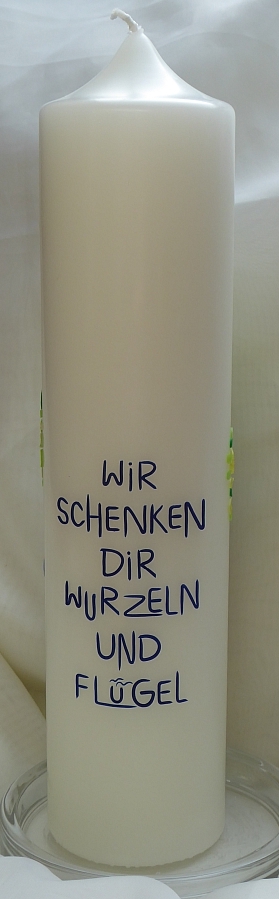 WiR
SCHENKEN
DiR
WURZELN
UND
FLÜGEL